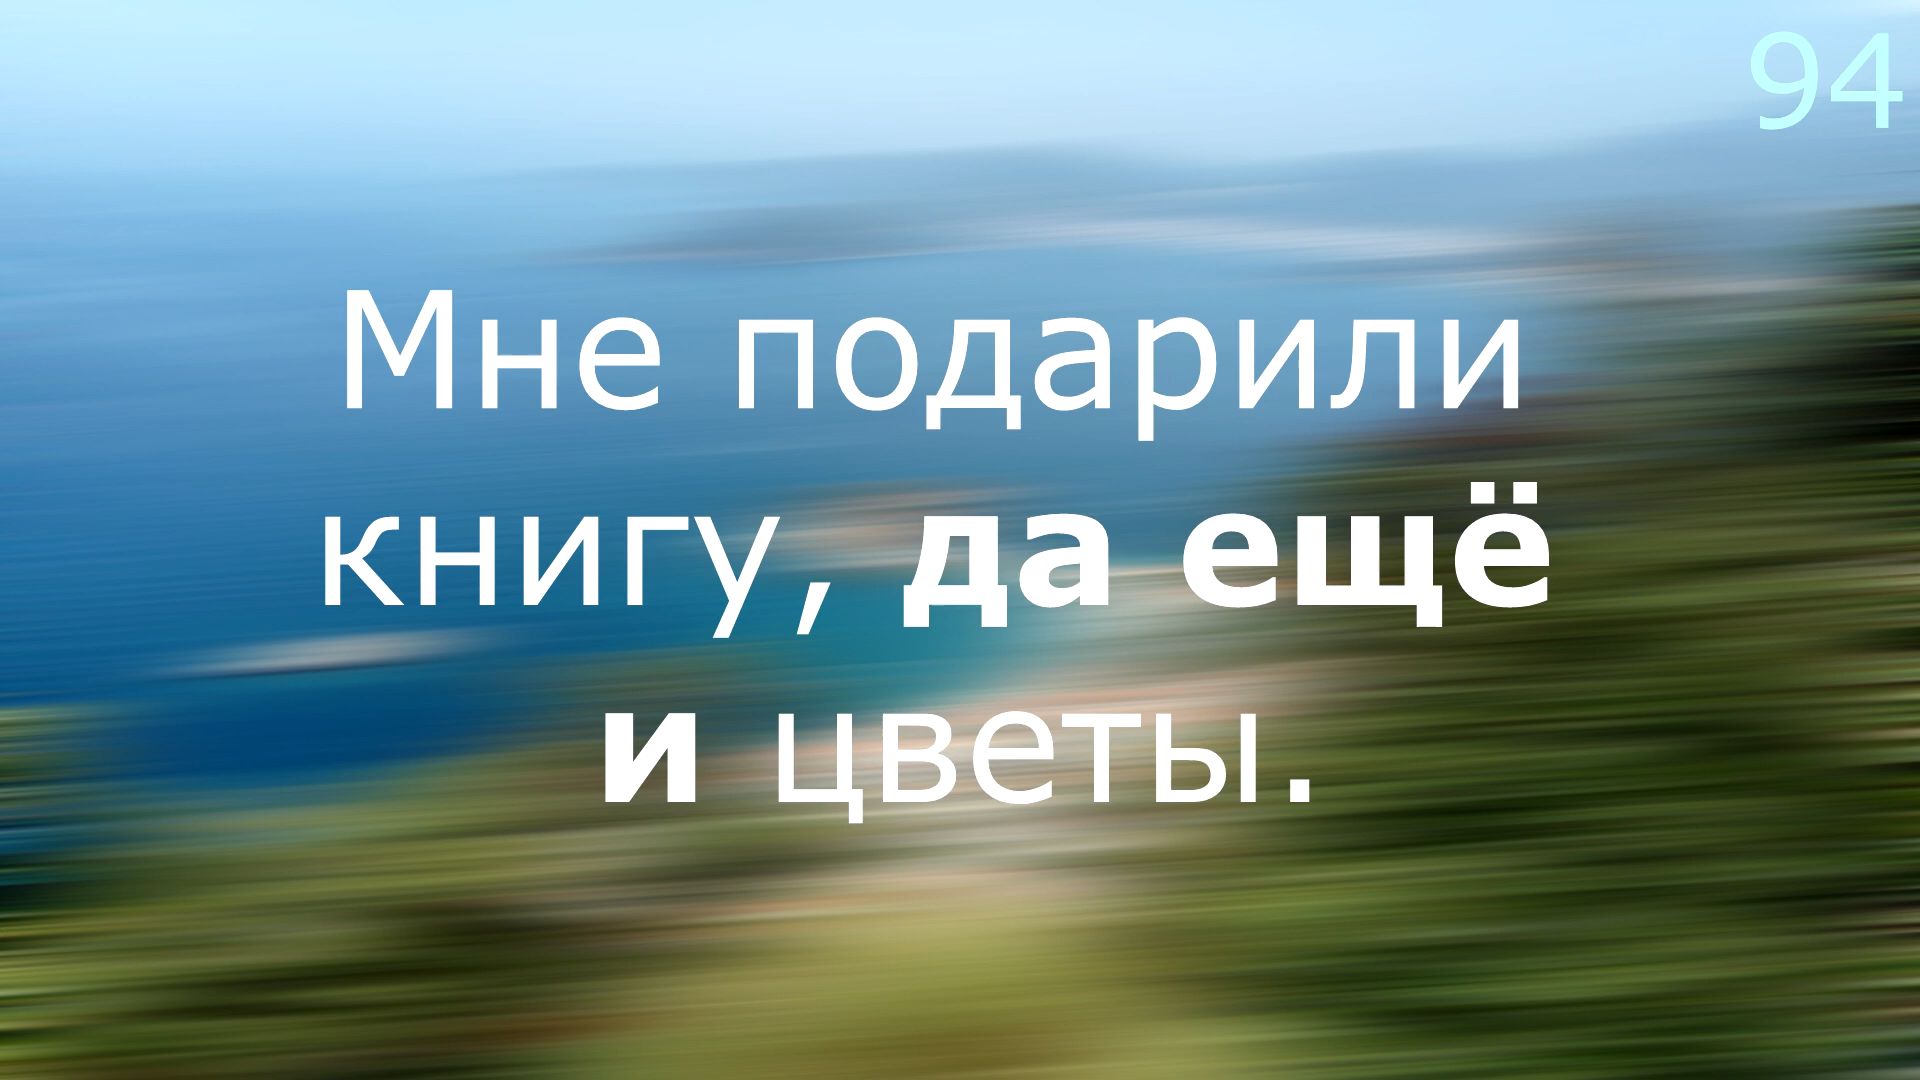 94
Мне подарили
книгу, да ещё
и цветы.